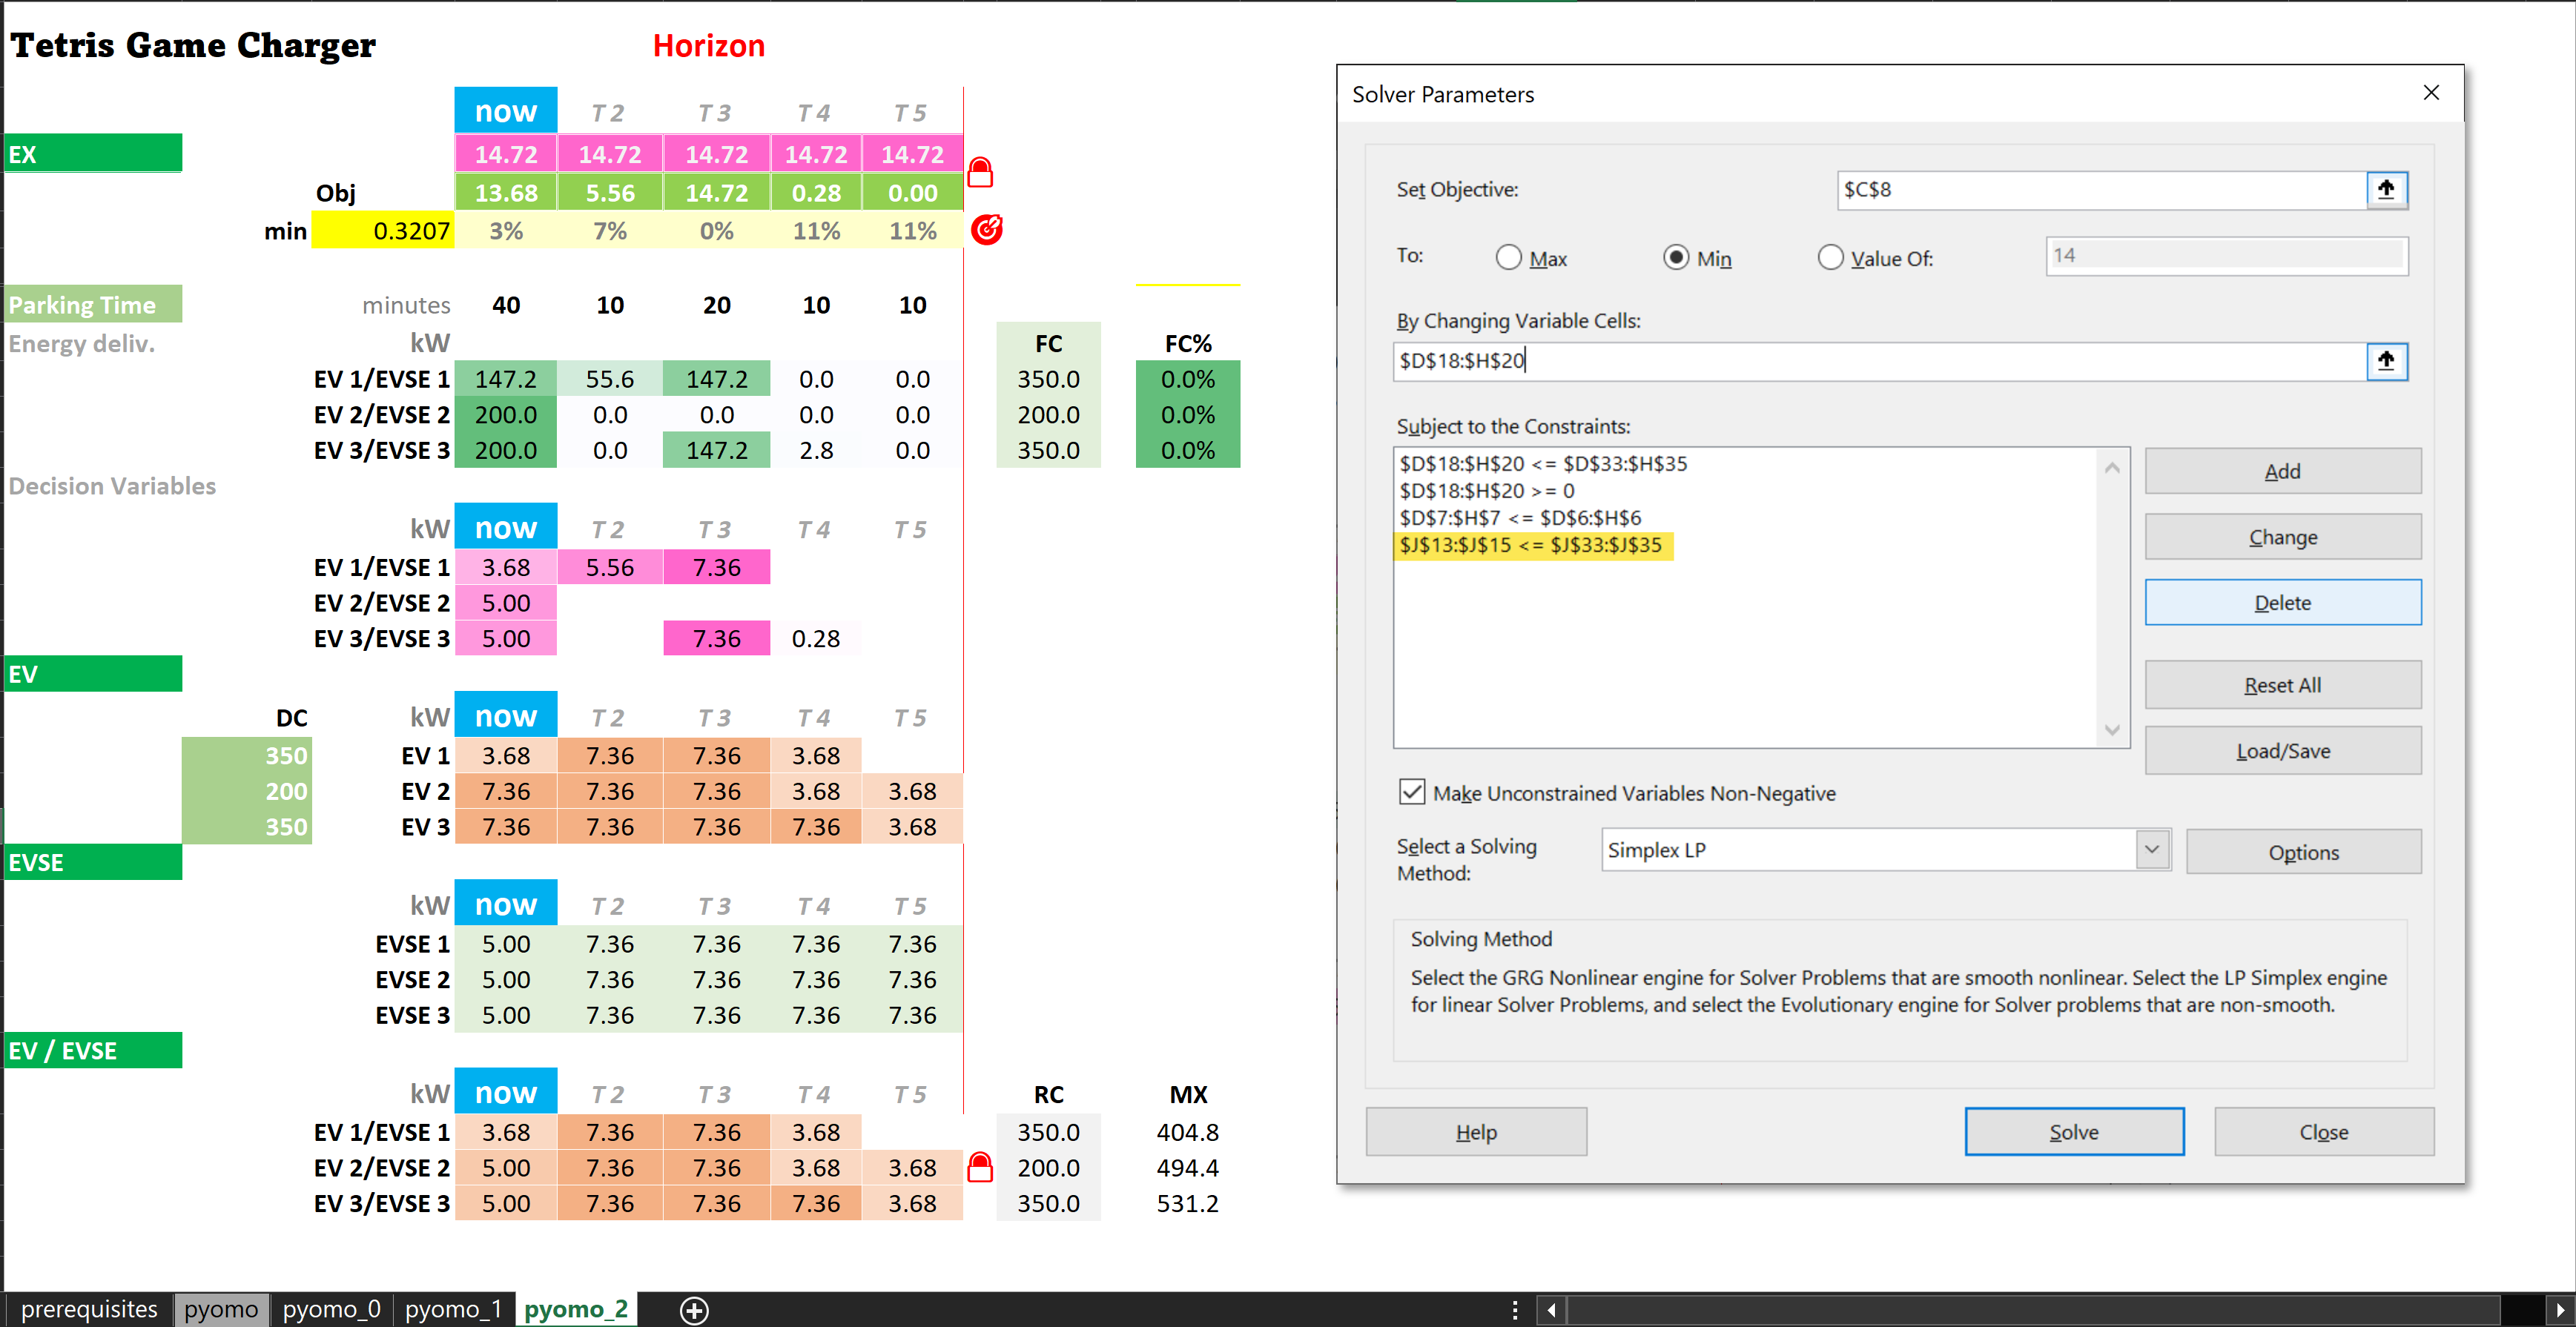 Tetris Game Charger Horizon
now T 2 T 3 T 4 T 5
EX 14.72 14.72 14.72 14.72 14.72
Obj 13.68 5.56 14.72 0.28 0.00
min 0.3207 3% 7% 0% 11% 11%
Parking Time minutes 40 10 20 10 10
Energy deliv. kW FC FC%
EV 1/EVSE 1 147.2 55.6 147.2 0.0 0.0 350.0 0.0%
EV 2/EVSE 2 200.0 0.0 0.0 0.0 0.0 200.0 0.0%
EV 3/EVSE 3 200.0 0.0 147.2 2.8 0.0 350.0 0.0%
Decision Variables
kW now T 2 T 3 T 4 T 5
EV 1/EVSE 1 3.68 5.56 7.36
EV 2/EVSE 2 5.00
EV 3/EVSE 3 5.00 7.36 0.28
EV
DC kW now T 2 T 3 T 4 T 5
350 EV 1 3.68 7.36 7.36 3.68
200 EV 2 7.36 7.36 7.36 3.68 3.68
350 EV 3 7.36 7.36 7.36 7.36 3.68
EVSE
kW now T 2 T 3 T 4 T 5
EVSE 1 5.00 7.36 7.36 7.36 7.36
EVSE 2 5.00 7.36 7.36 7.36 7.36
EVSE 3 5.00 7.36 7.36 7.36 7.36
EV / EVSE
kW now T 2 T 3 T 4 T 5 RC MX
EV 1/EVSE 1 3.68 7.36 7.36 3.68 350.0 404.8
EV 2/EVSE 2 5.00 7.36 7.36 3.68 3.68 200.0 494.4
EV 3/EVSE 3 5.00 7.36 7.36 7.36 3.68 350.0 531.2
prerequisites pyomo pyomo_0 pyomo_1 pyomo_2
Solver Parameters
Set Objective: $C$8
To: Max Min Value Of: 14
By Changing Variable Cells:
$D$18:$H$20
Subject to the Constraints:
$D$18:$H$20 <= $D$33:$H$35
$D$18:$H$20 >= 0
$D$7:$H$7 <= $D$6:$H$6
$J$13:$J$15 <= $J$33:$J$35
Add
Change
Delete
Reset All
Load/Save
Make Unconstrained Variables Non-Negative
Select a Solving
Method:
Simplex LP
Options
Solving Method
Select the GRG Nonlinear engine for Solver Problems that are smooth nonlinear. Select the LP Simplex engine
for linear Solver Problems, and select the Evolutionary engine for Solver problems that are non-smooth.
Help Solve Close